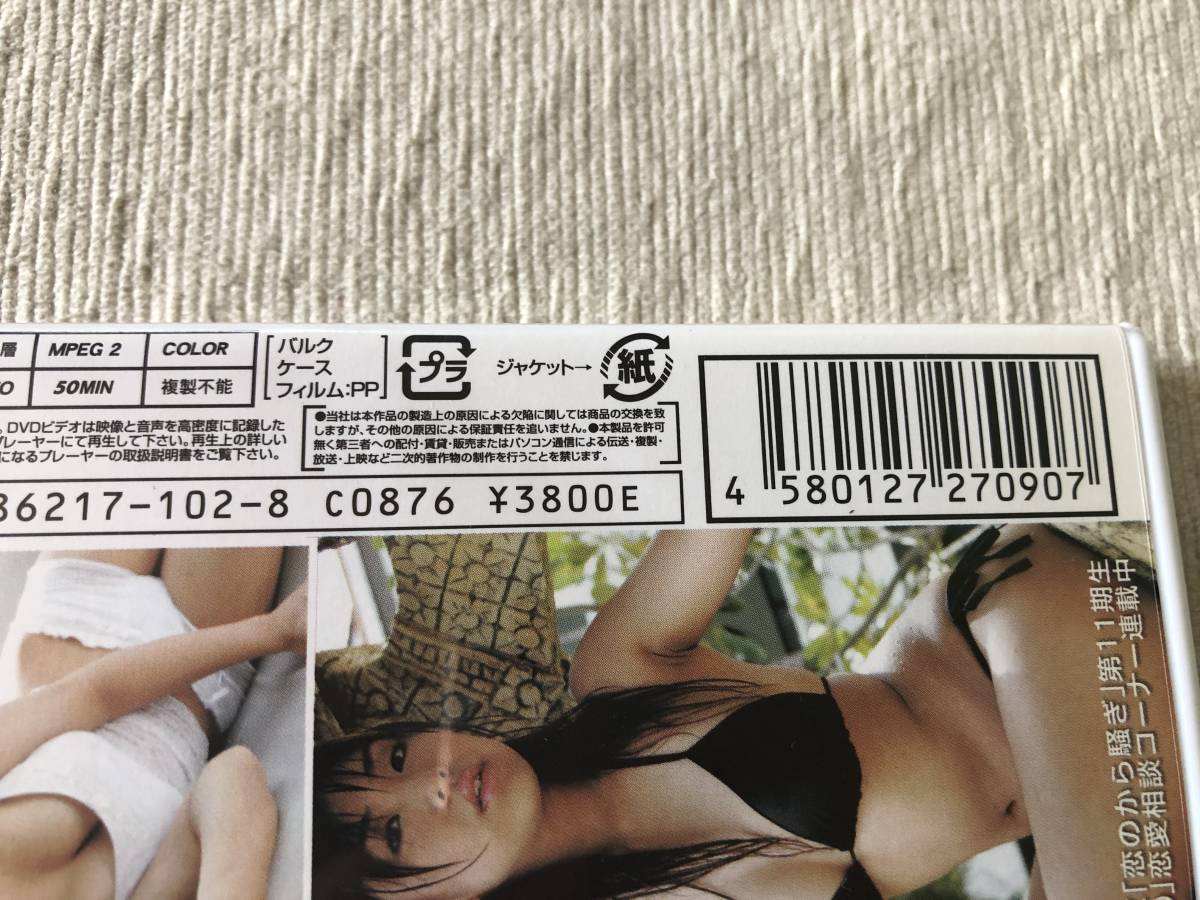 層 MPEG 2 COLOR
50MIN 複製不能
バルク
ケース
フィルム:PP
プラ
ジャケット→
紙
DVDビデオは映像と音声を高密度に記録した
プレーヤーにて再生して下さい。再生上の詳しい
になるプレーヤーの取扱説明書をご覧下さい。
●当社は本作品の製造上の原因による欠陥に関しては商品の交換を致
しますが、その他の原因による保証責任を追いません。●本製品を許可
無く第三者への配付・賃貸・販売またはパソコン通信による伝送・複製・
放送・上映など二次的著作物の制作を行うことを禁じます。
86217-102-8 C0876 ¥3800E
4 580127 270907
「恋のから騒ぎ」第11期生
」恋愛相談コーナー連載中